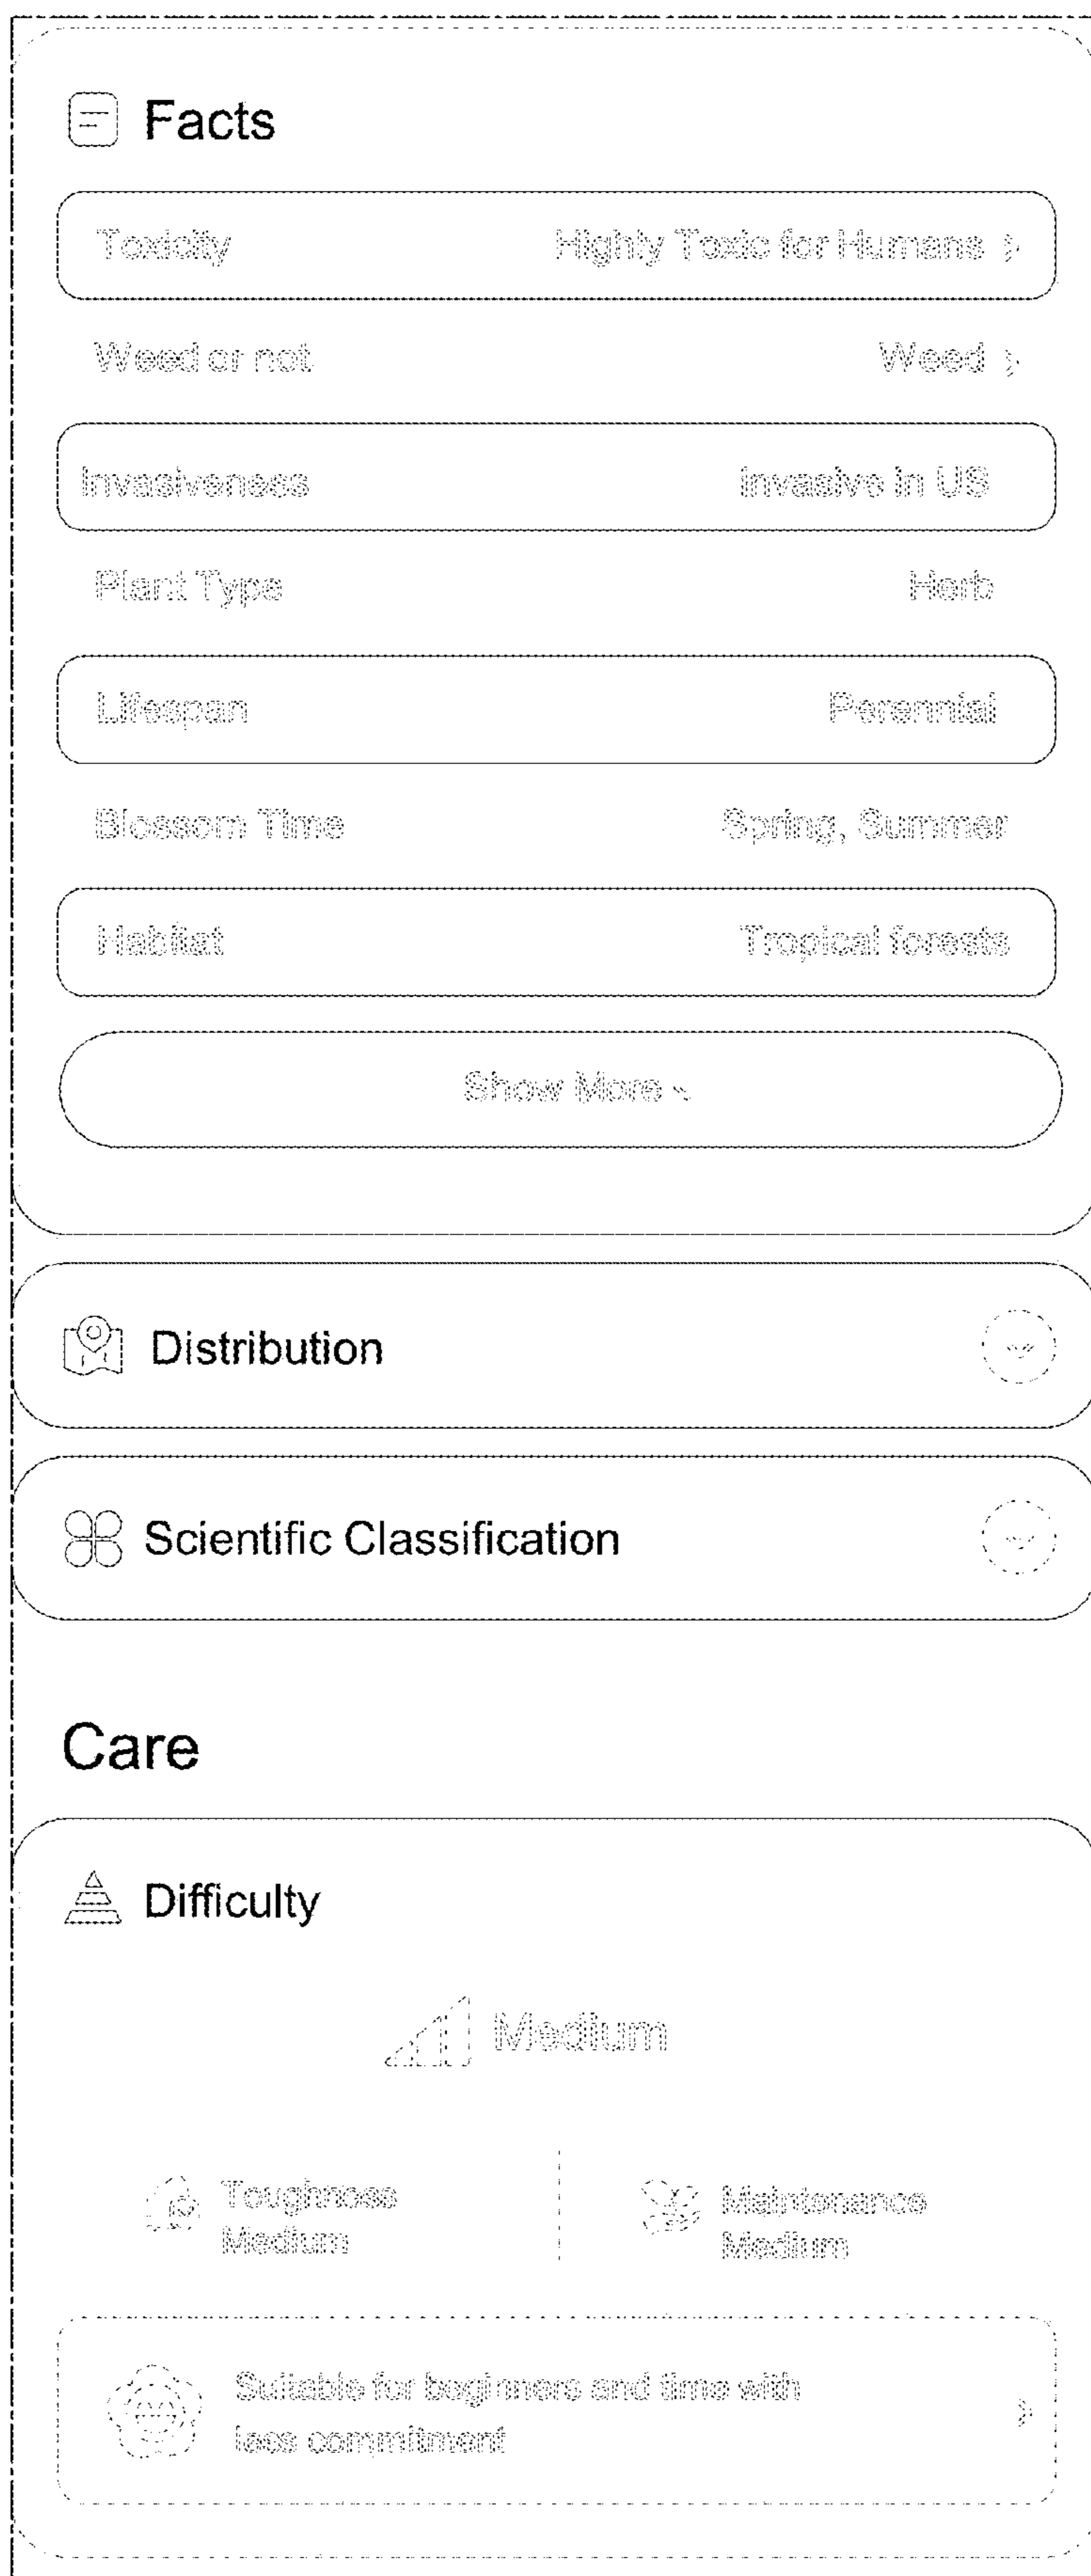 Facts
Toxicity Highly Toxic for Humans
Weed or not Weed
Invasiveness Invasive in US
Plant Type Herb
Lifespan Perennial
Blossom Time Spring, Summer
Habitat Tropical forests
Show More
Distribution
Scientific Classification
Care
Difficulty
Medium
Toughness Maintenance
Medium Medium
Suitable for beginners and time with
less commitment